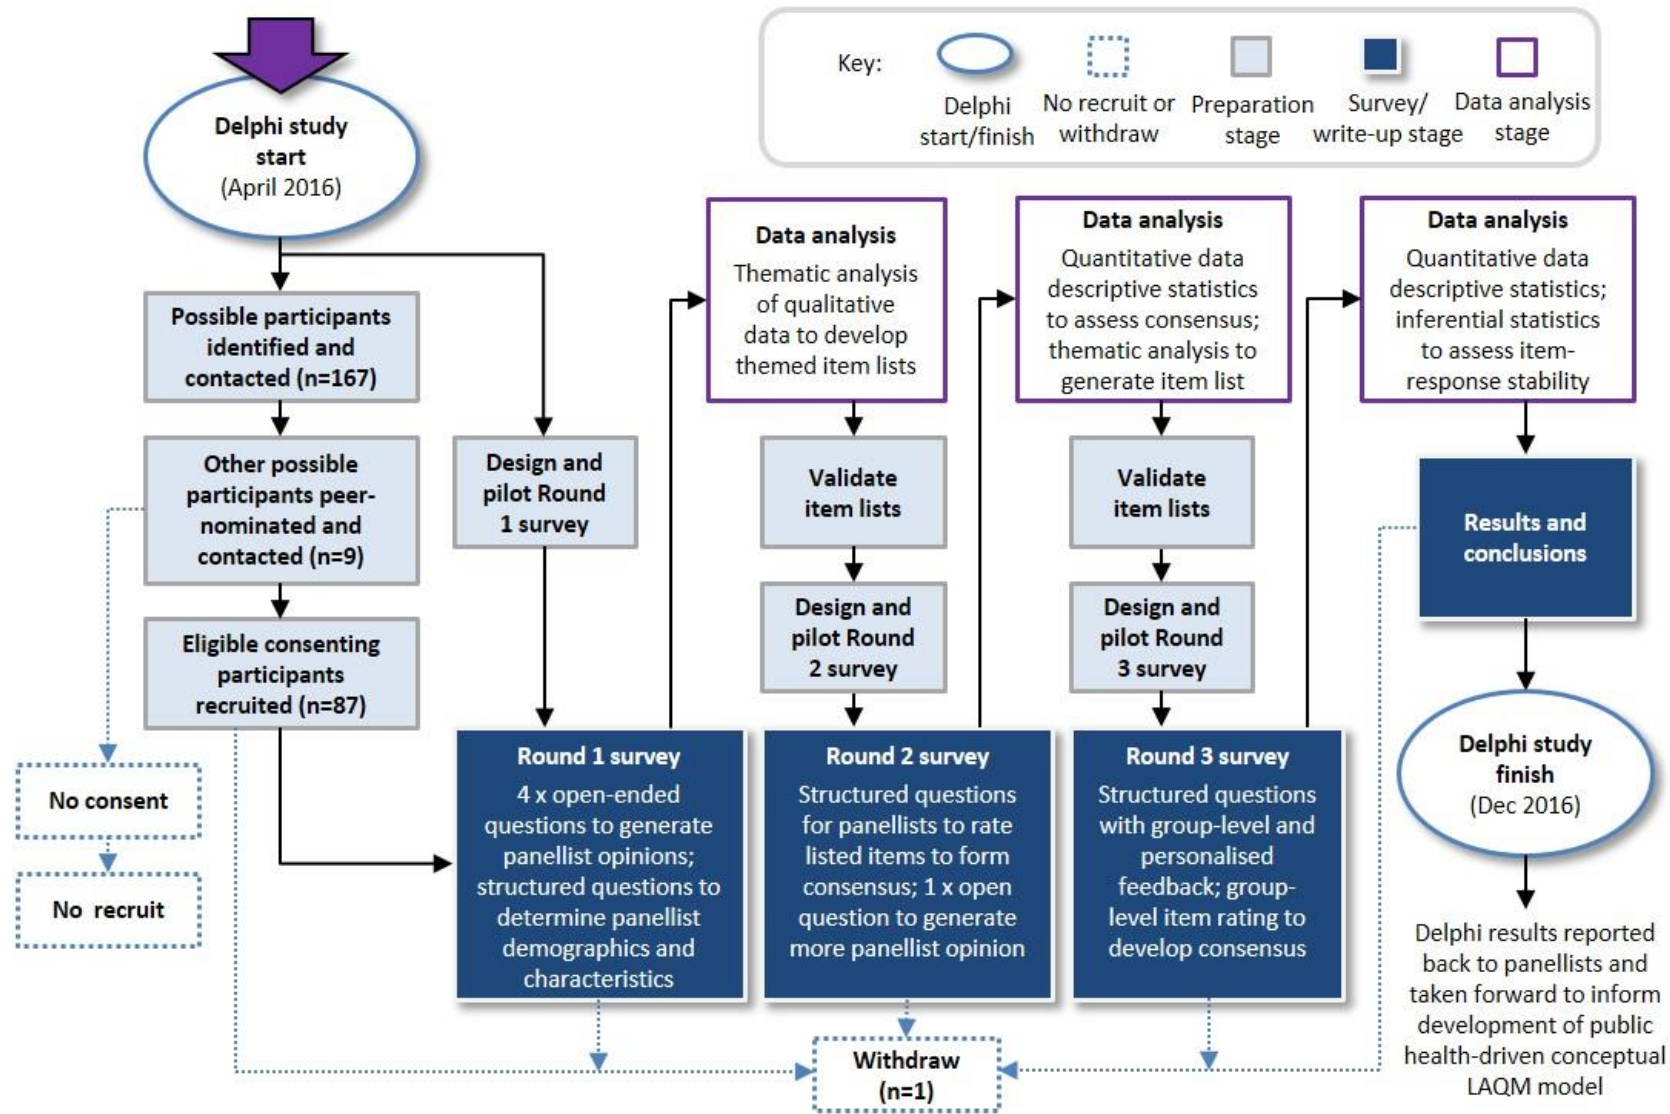 Key:
Delphi
start/finish
No recruit or
withdraw
Preparation
stage
Survey/
write-up stage
Data analysis
stage
Delphi study
start
(April 2016)
Possible participants
identified and
contacted (n=167)
Other possible
participants peer-
nominated and
contacted (n=9)
Eligible consenting
participants
recruited (n=87)
No consent
No recruit
Design and
pilot Round
1 survey
Round 1 survey
4 x open-ended
questions to generate
panellist opinions;
structured questions to
determine panellist
demographics and
characteristics
Data analysis
Thematic analysis
of qualitative
data to develop
themed item lists
Validate
item lists
Design and
pilot Round
2 survey
Round 2 survey
Structured questions
for panellists to rate
listed items to form
consensus; 1 x open
question to generate
more panellist opinion
Data analysis
Quantitative data
descriptive statistics
to assess consensus;
thematic analysis to
generate item list
Validate
item lists
Design and
pilot Round
3 survey
Round 3 survey
Structured questions
with group-level and
personalised
feedback; group-
level item rating to
develop consensus
Data analysis
Quantitative data
descriptive statistics;
inferential statistics
to assess item-
response stability
Results and
conclusions
Delphi study
finish
(Dec 2016)
Delphi results reported
back to panellists and
taken forward to inform
development of public
health-driven conceptual
LAQM model
Withdraw
(n=1)